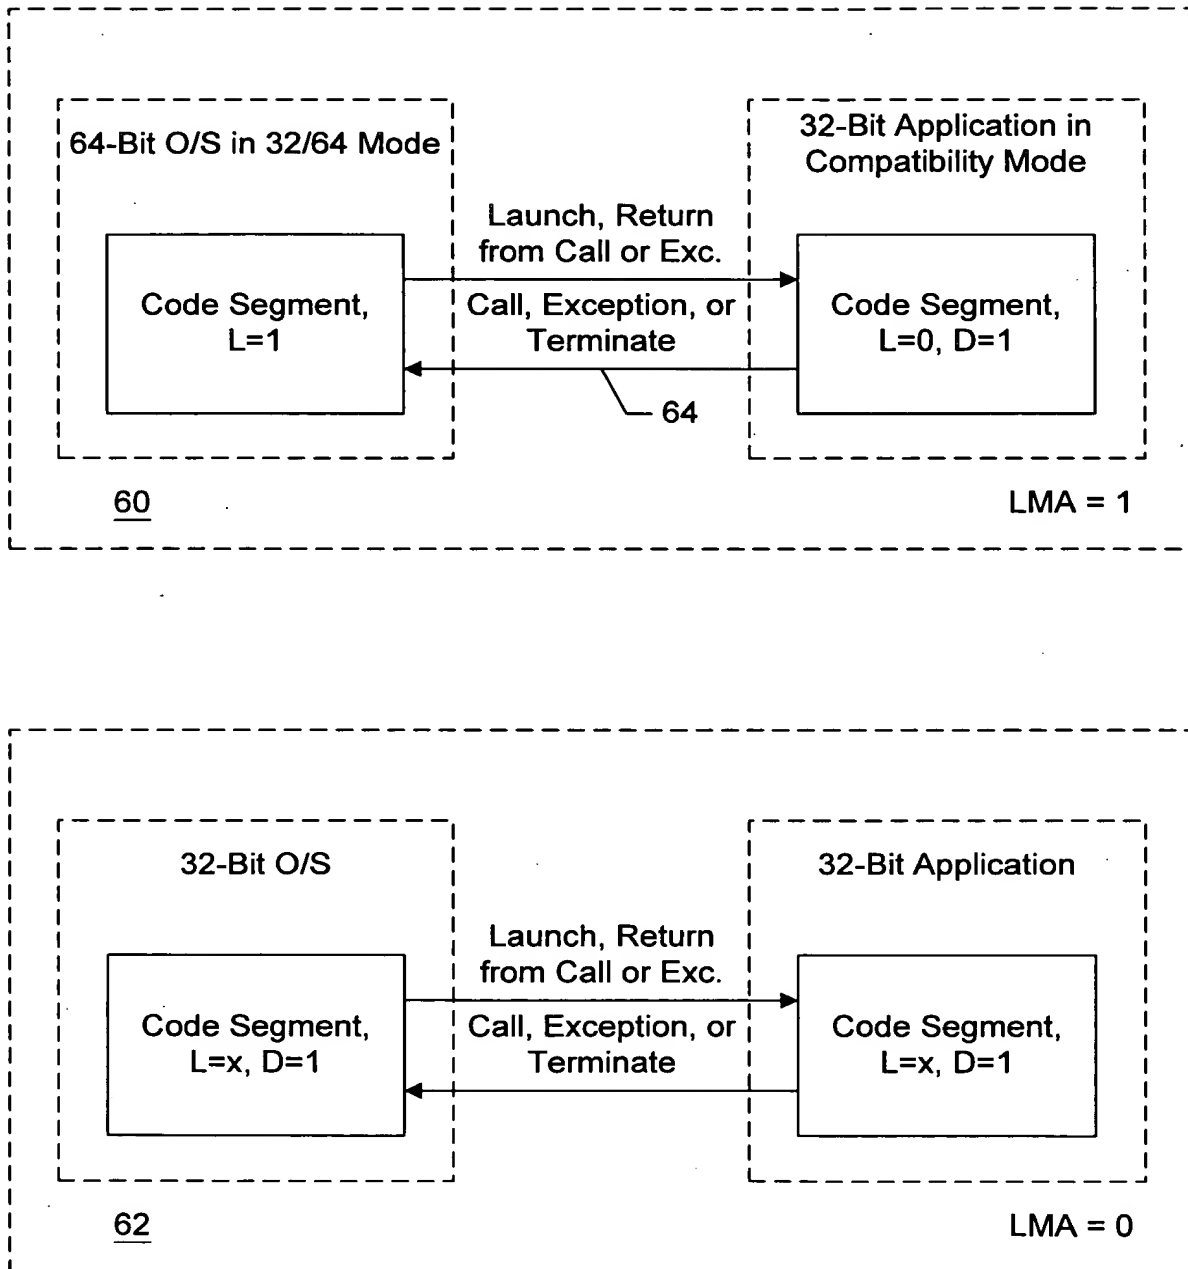 64-Bit O/S in 32/64 Mode
32-Bit Application in
Compatibility Mode
Launch, Return
from Call or Exc.
Code Segment,
L=1
Call, Exception, or
Terminate
Code Segment,
L=0, D=1
64
60
LMA = 1
32-Bit O/S
32-Bit Application
Launch, Return
from Call or Exc.
Code Segment,
L=x, D=1
Call, Exception, or
Terminate
Code Segment,
L=x, D=1
62
LMA = 0